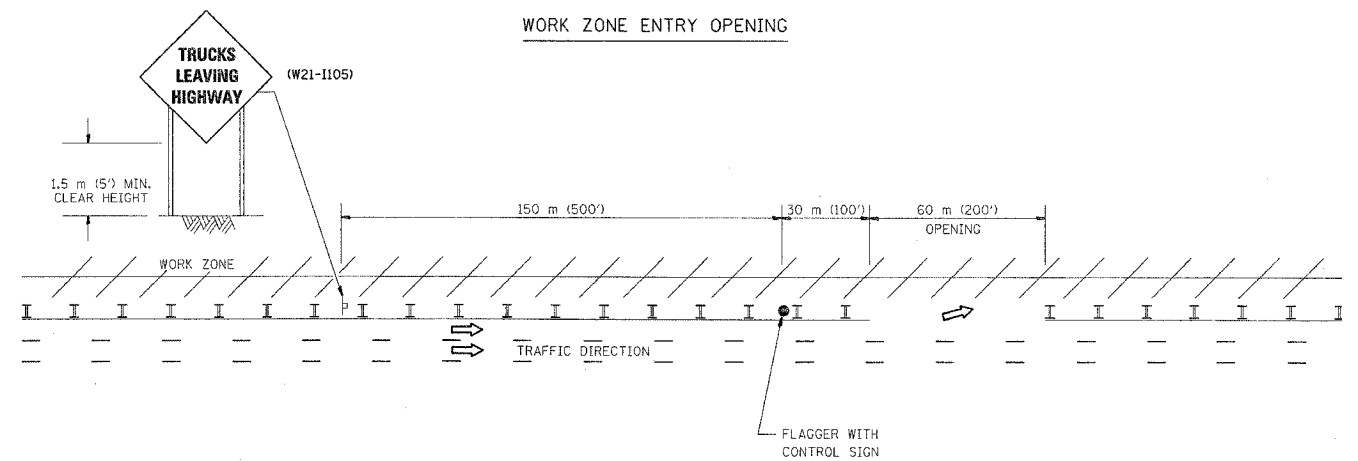 WORK ZONE ENTRY OPENING
TRUCKS
LEAVING
HIGHWAY
(W21-I105)
1.5 m (5') MIN.
CLEAR HEIGHT
150 m (500')
30 m (100')
60 m (200')
OPENING
WORK ZONE
TRAFFIC DIRECTION
FLAGGER WITH
CONTROL SIGN